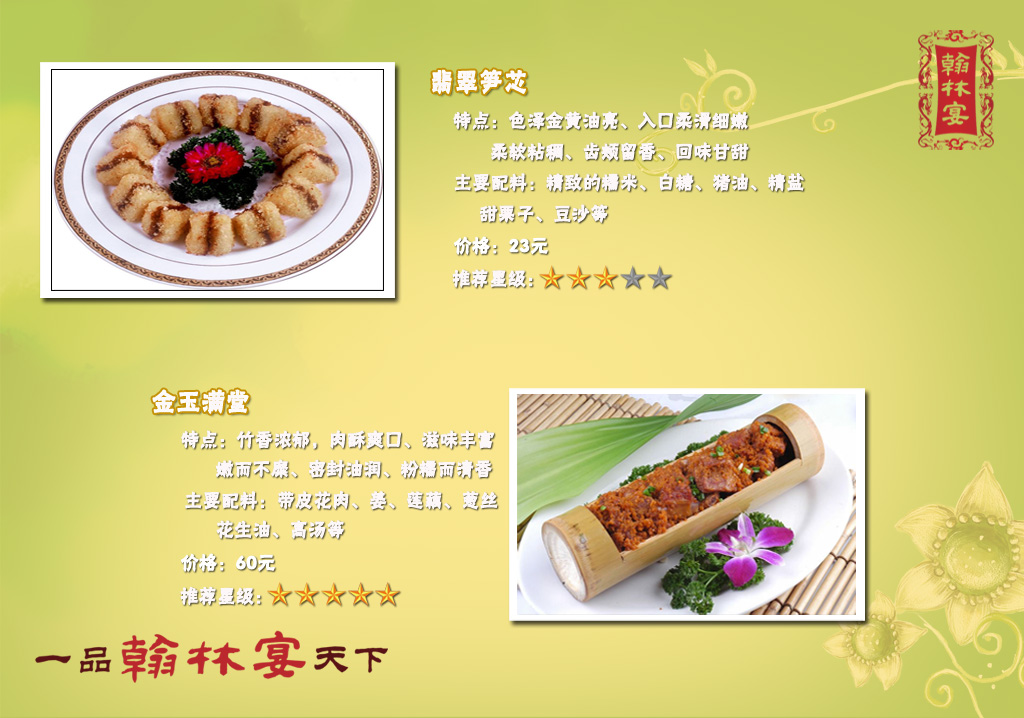 翰林宴
翡翠笋芯
特点：色泽金黄油亮、入口柔滑细嫩
柔软粘稠、齿颊留香、回味甘甜
主要配料：精致的糯米、白糖、猪油、精盐
甜栗子、豆沙等
价格：23元
推荐星级：
金玉满堂
特点：竹香浓郁，肉酥爽口、滋味丰富
嫩而不糜、密封油润、粉糯而清香
主要配料：带皮花肉、姜、莲藕、葱丝
花生油、高汤等
价格：60元
推荐星级：
一品翰林宴天下